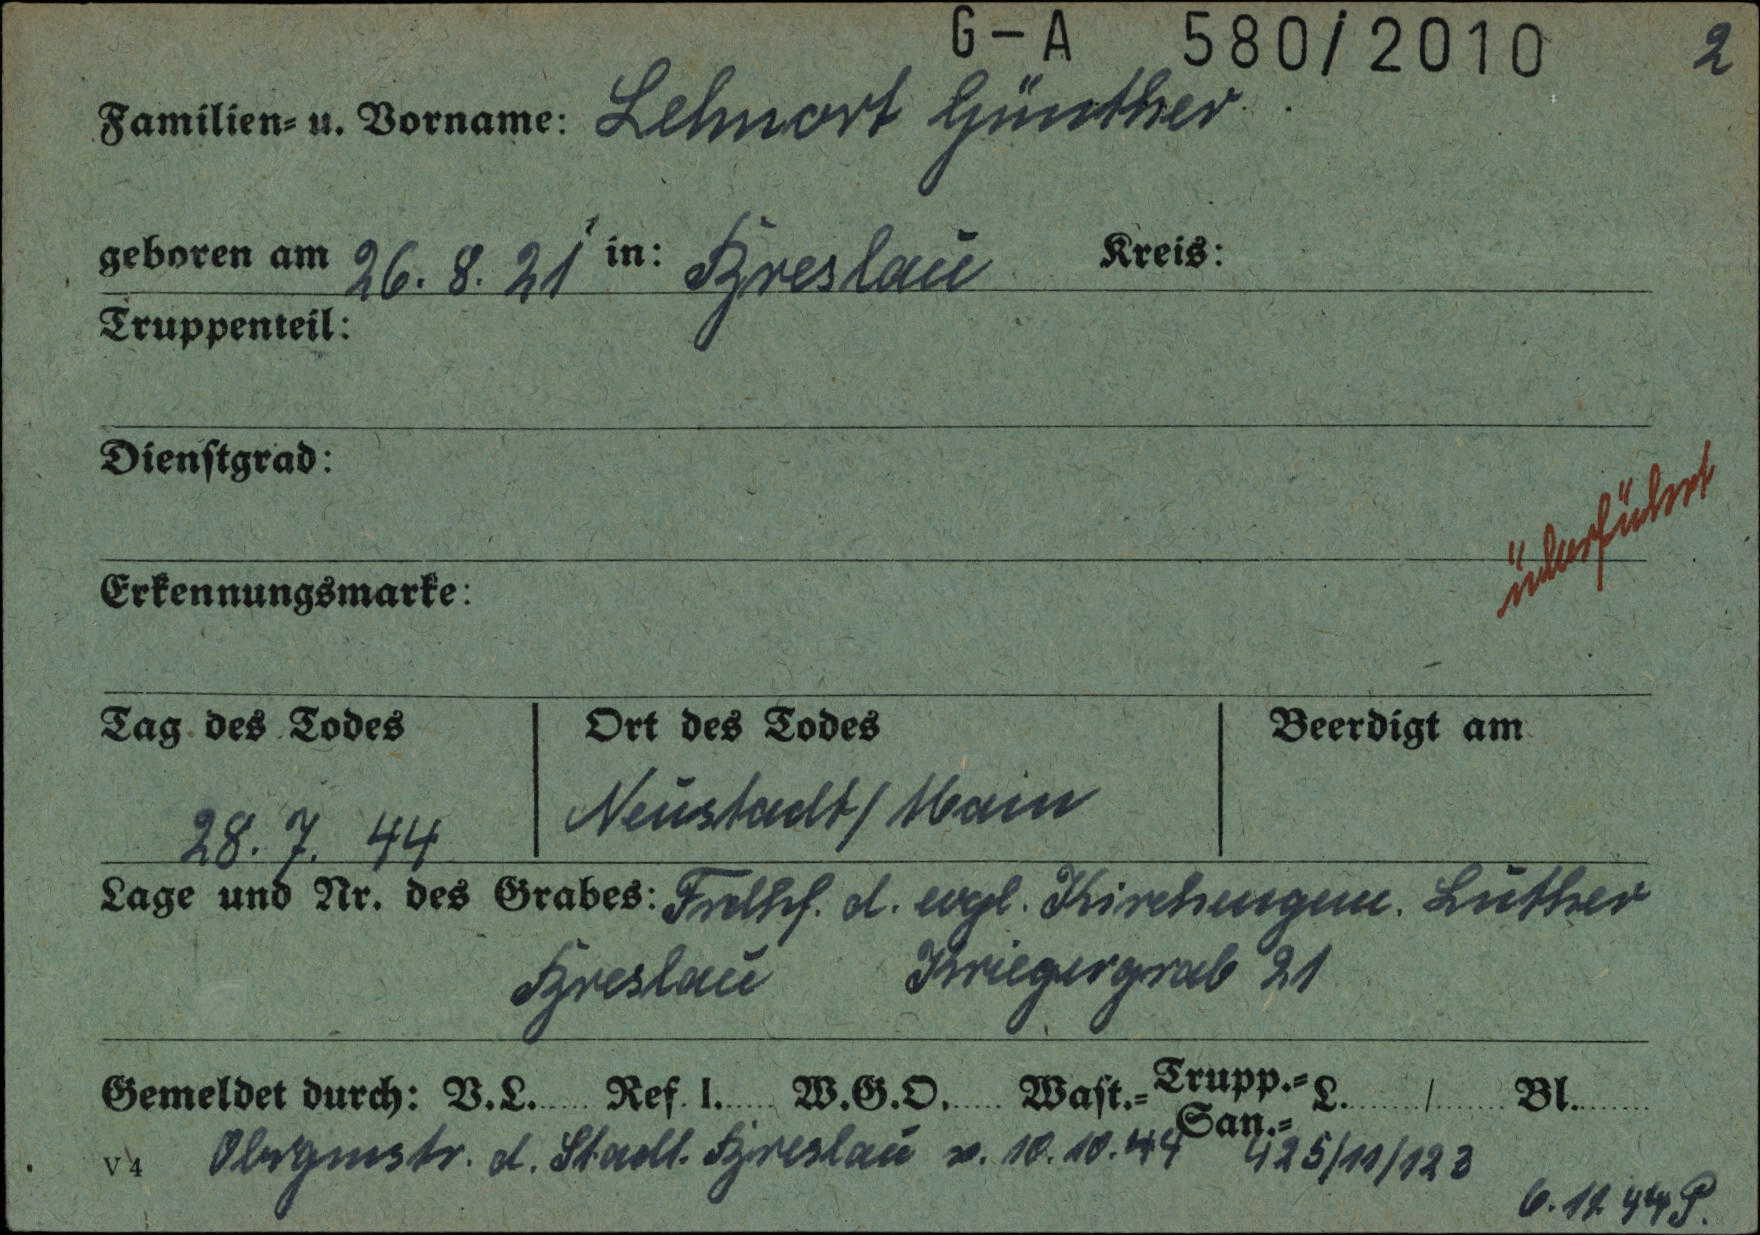 G-A 580/2010 2
Familien- u. Vorname: Lehnort Günther
geboren am 26. 8. 21 in: Breslau Kreis:
Truppenteil:
Dienstgrad:
überführt
Erkennungsmarke:
Tag des Todes Ort des Todes Beerdigt am
28. 7. 44 Neustadt/Main
Lage und Nr. des Grabes: Frdhf. d. evgl. Kirchengem. Luther
Breslau Kriegergrab 21
Gemeldet durch: V.L. Ref. I. W.G.O. Wast.- Trupp.- L. / Bl.
San.-
V 4 Obrgmstr. d. Stadt. Breslau v. 10. 10. 44 425/11/123
6. 12 44 P.